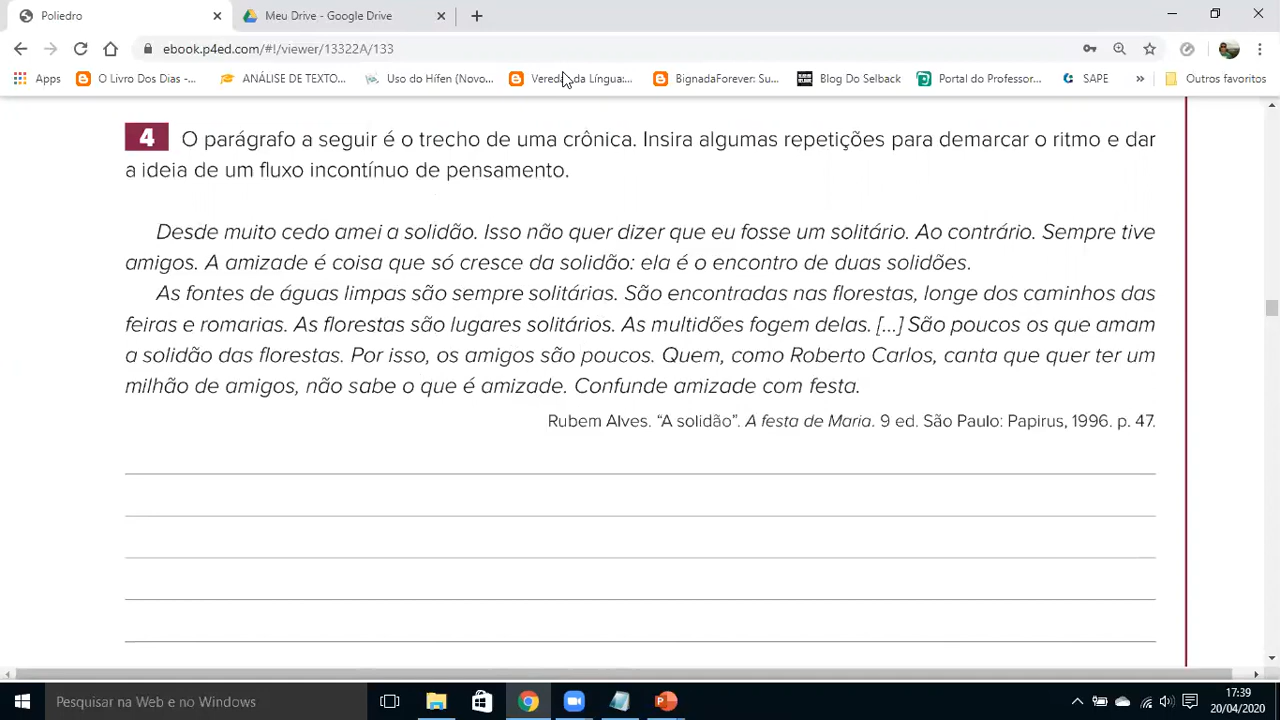 Poliedro
Meu Drive - Google Drive
ebook.p4ed.com/#!/viewer/13322A/133
Apps
O Livro Dos Dias -...
ANÁLISE DE TEXTO...
Uso do Hífen (Novo...
Veredas da Língua:...
BignadaForever: Su...
Blog Do Selback
Portal do Professor...
SAPE
»
Outros favoritos
4 O parágrafo a seguir é o trecho de uma crônica. Insira algumas repetições para demarcar o ritmo e dar
a ideia de um fluxo incontínuo de pensamento.
Desde muito cedo amei a solidão. Isso não quer dizer que eu fosse um solitário. Ao contrário. Sempre tive
amigos. A amizade é coisa que só cresce da solidão: ela é o encontro de duas solidões.
As fontes de águas limpas são sempre solitárias. São encontradas nas florestas, longe dos caminhos das
feiras e romarias. As florestas são lugares solitários. As multidões fogem delas. [...] São poucos os que amam
a solidão das florestas. Por isso, os amigos são poucos. Quem, como Roberto Carlos, canta que quer ter um
milhão de amigos, não sabe o que é amizade. Confunde amizade com festa.
Rubem Alves. “A solidão”. A festa de Maria. 9 ed. São Paulo: Papirus, 1996. p. 47.
Pesquisar na Web e no Windows
17:39
20/04/2020